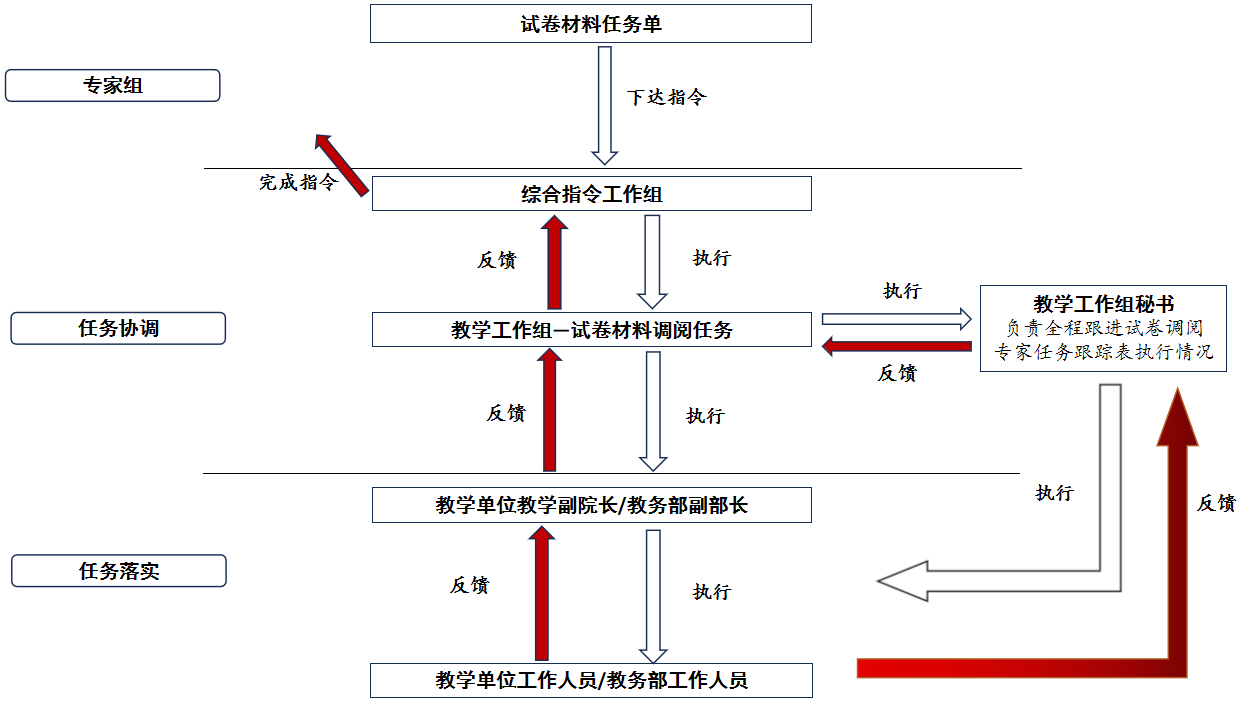 试卷材料任务单
专家组
下达指令
完成指令
综合指令工作组
反馈
执行
执行
教学工作组秘书
负责全程跟进试卷调阅
专家任务跟踪表执行情况
任务协调
教学工作组—试卷材料调阅任务
反馈
反馈
执行
教学单位教学副院长/教务部副部长
执行
反馈
任务落实
反馈
执行
教学单位工作人员/教务部工作人员